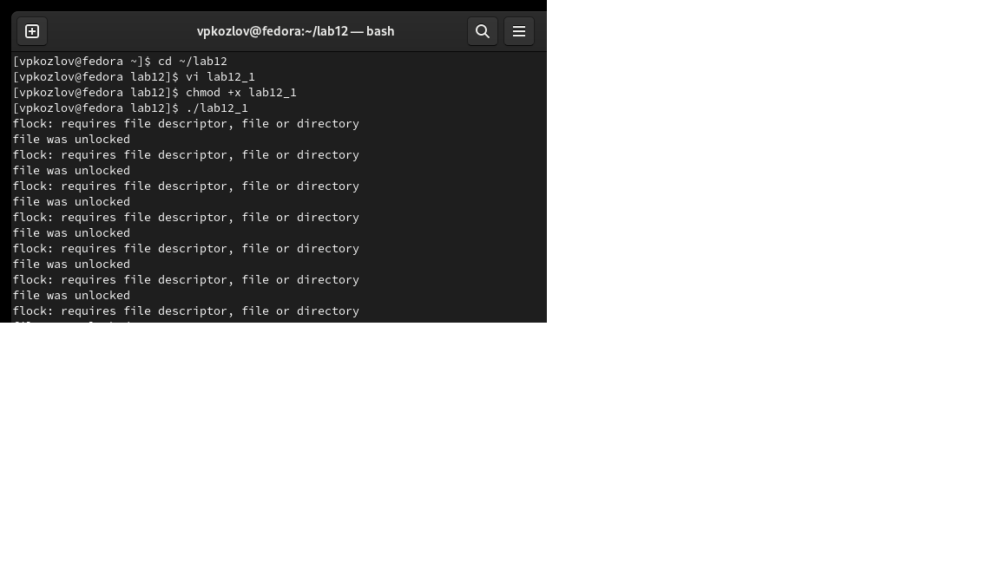 vpkozlov@fedora:~/lab12 — bash
[vpkozlov@fedora ~]$ cd ~/lab12
[vpkozlov@fedora lab12]$ vi lab12_1
[vpkozlov@fedora lab12]$ chmod +x lab12_1
[vpkozlov@fedora lab12]$ ./lab12_1
flock: requires file descriptor, file or directory
file was unlocked
flock: requires file descriptor, file or directory
file was unlocked
flock: requires file descriptor, file or directory
file was unlocked
flock: requires file descriptor, file or directory
file was unlocked
flock: requires file descriptor, file or directory
file was unlocked
flock: requires file descriptor, file or directory
file was unlocked
flock: requires file descriptor, file or directory